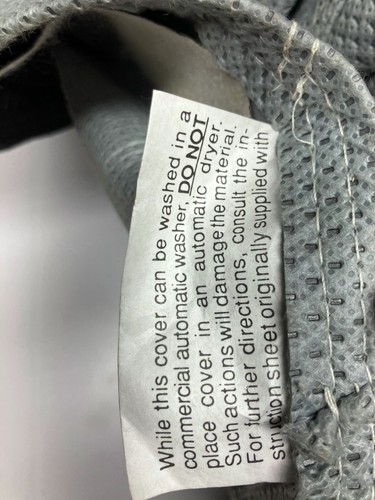 While this cover can be washed in a
commercial automatic washer, DO NOT
place cover in an automatic dryer.
Such actions will damage the material.
For further directions, consult the in-
struction sheet originally supplied with